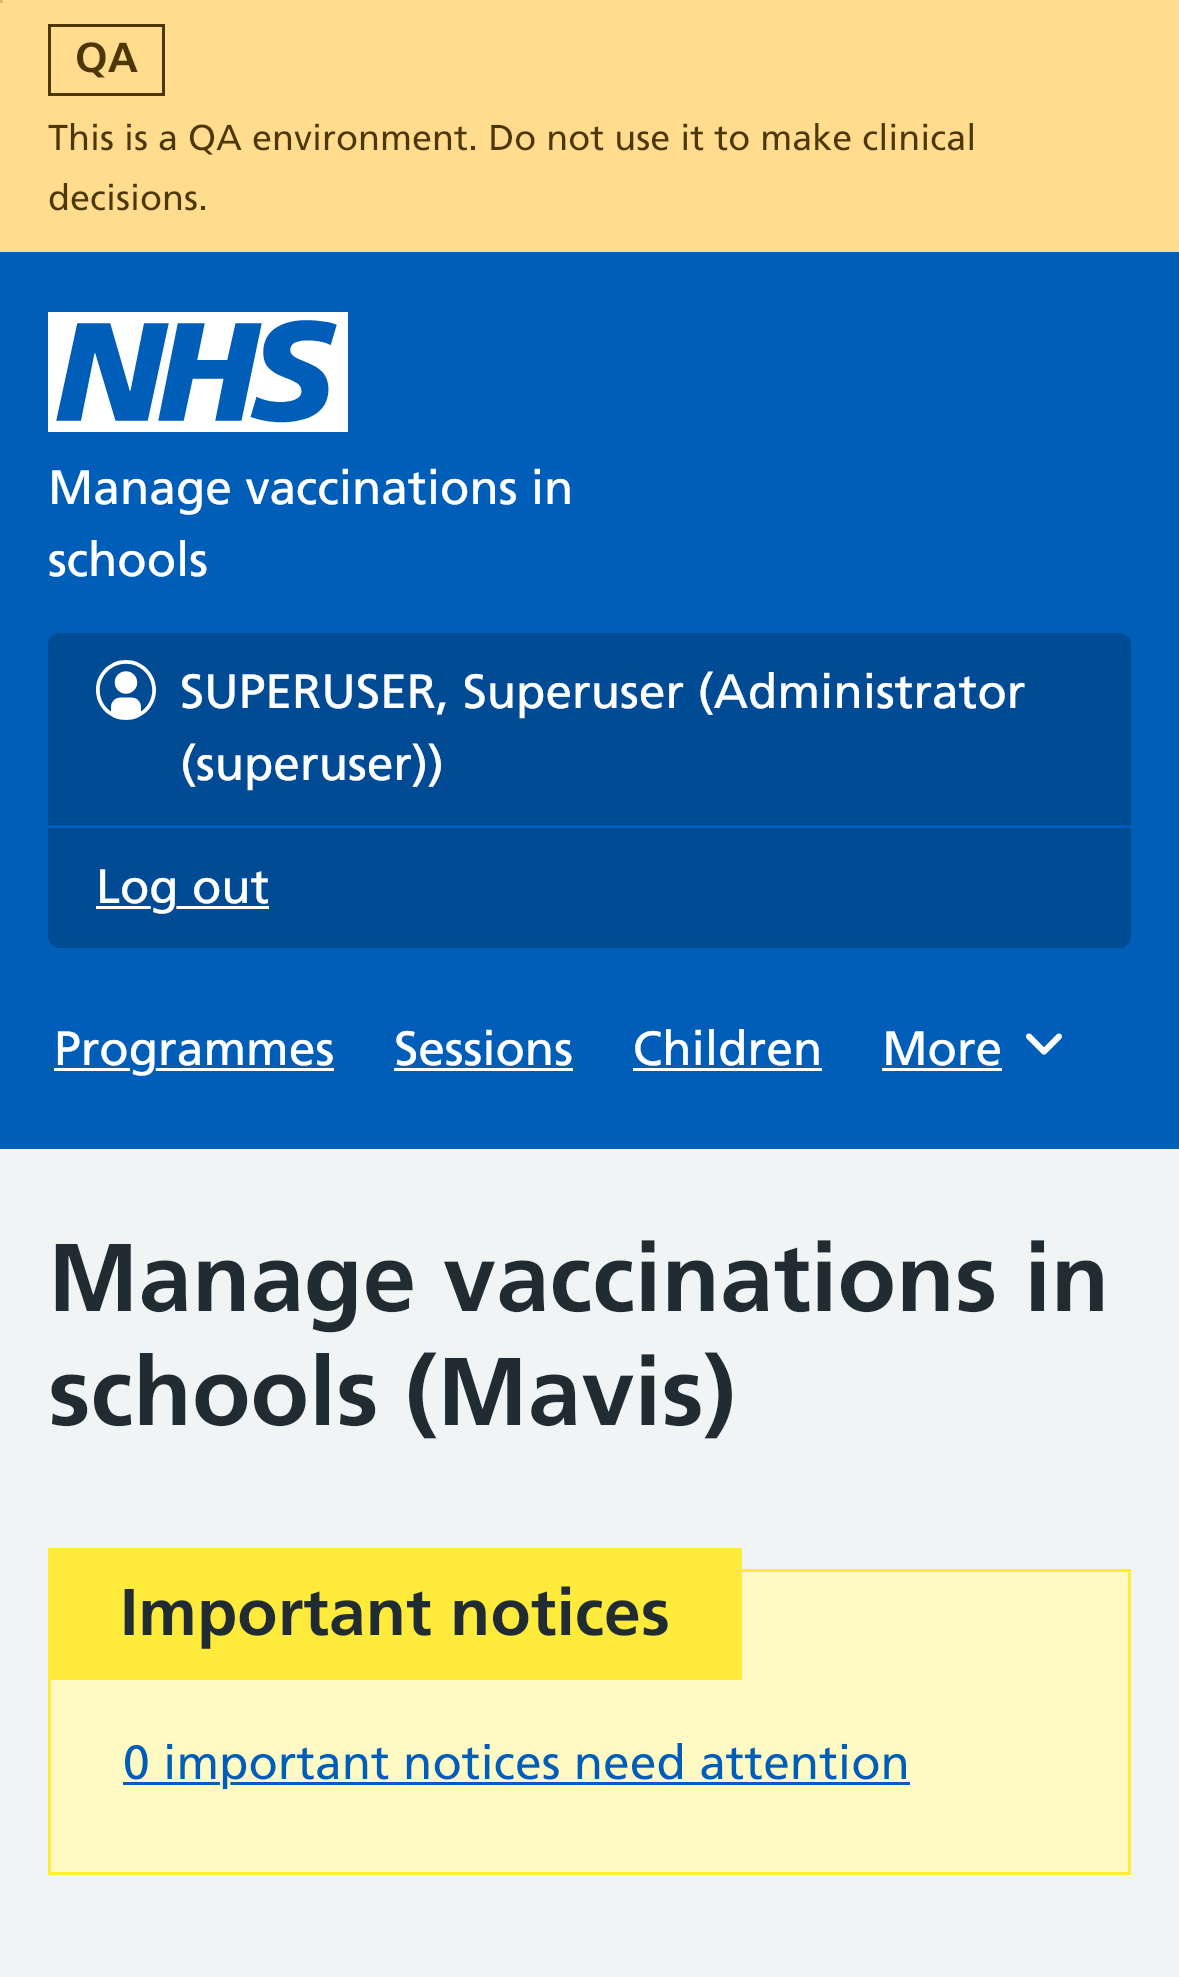 QA
This is a QA environment. Do not use it to make clinical
decisions.
NHS
Manage vaccinations in
schools
SUPERUSER, Superuser (Administrator
(superuser))
Log out
Programmes Sessions Children More
Manage vaccinations in
schools (Mavis)
Important notices
0 important notices need attention